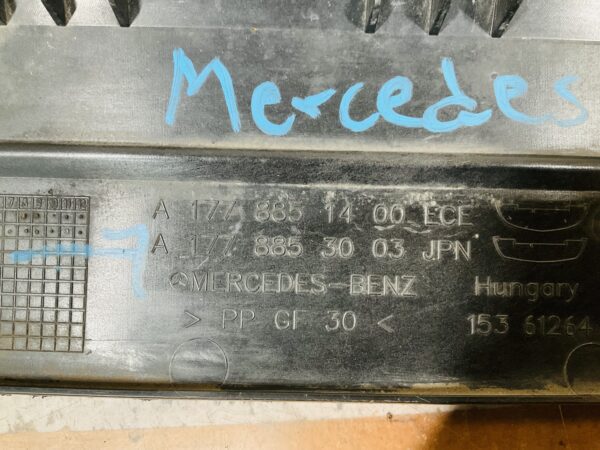 Mercedes
A 177 885 14 00 ECE
A 177 885 30 03 JPN
MERCEDES-BENZ Hungary
> PP GF 30 < 153 61264